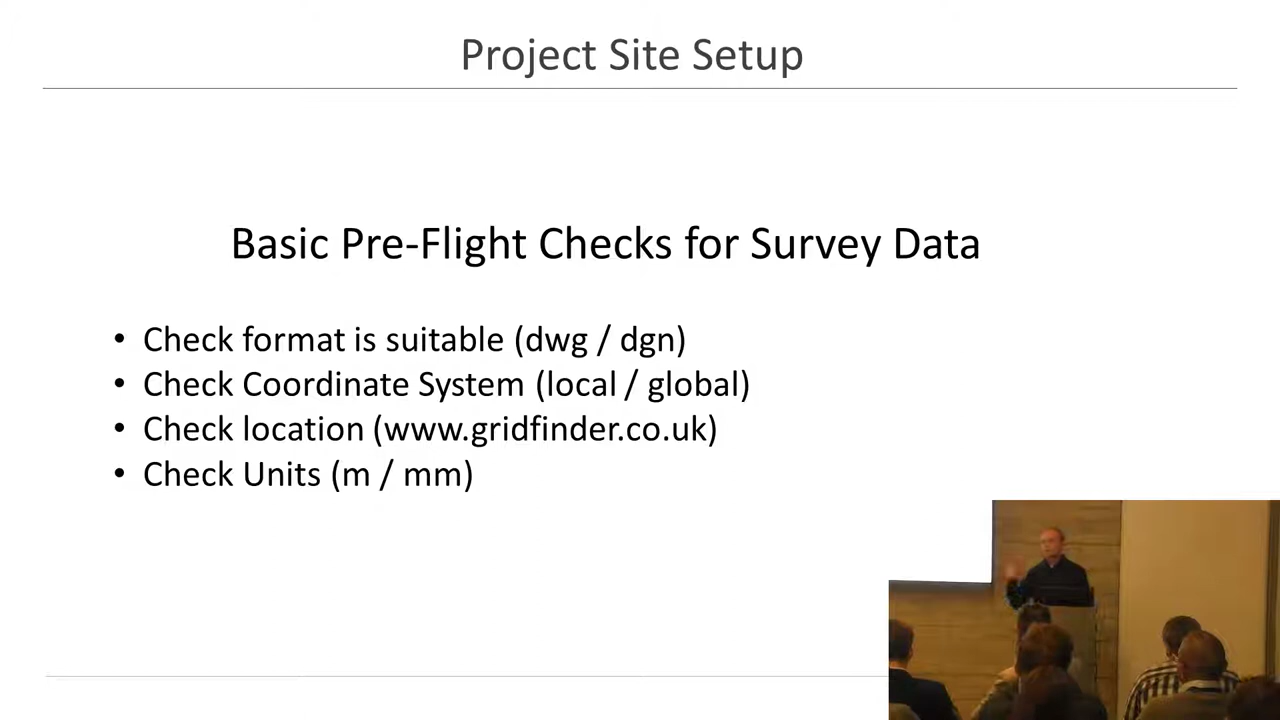 Project Site Setup
Basic Pre-Flight Checks for Survey Data
• Check format is suitable (dwg / dgn)
• Check Coordinate System (local / global)
• Check location (www.gridfinder.co.uk)
• Check Units (m / mm)